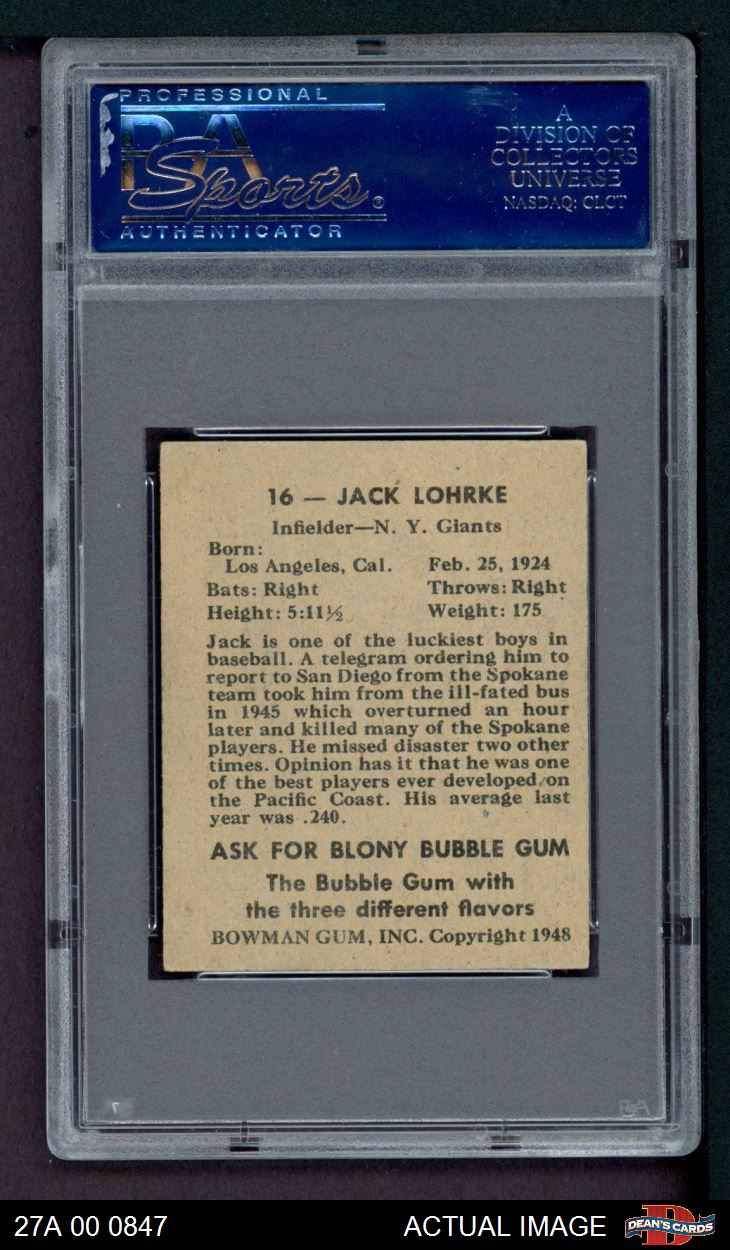 PROFESSIONAL
PSA
Sports®
AUTHENTICATOR
A
DIVISION OF
COLLECTORS
UNIVERSE
NASDAQ: CLCT
16 — JACK LOHRKE
Infielder—N. Y. Giants
Born:
Los Angeles, Cal. Feb. 25, 1924
Bats: Right Throws: Right
Height: 5:11½ Weight: 175
Jack is one of the luckiest boys in
baseball. A telegram ordering him to
report to San Diego from the Spokane
team took him from the ill-fated bus
in 1945 which overturned an hour
later and killed many of the Spokane
players. He missed disaster two other
times. Opinion has it that he was one
of the best players ever developed on
the Pacific Coast. His average last
year was .240.
ASK FOR BLONY BUBBLE GUM
The Bubble Gum with
the three different flavors
BOWMAN GUM, INC. Copyright 1948
PSA
27A 00 0847 ACTUAL IMAGE
DEAN'S CARDS